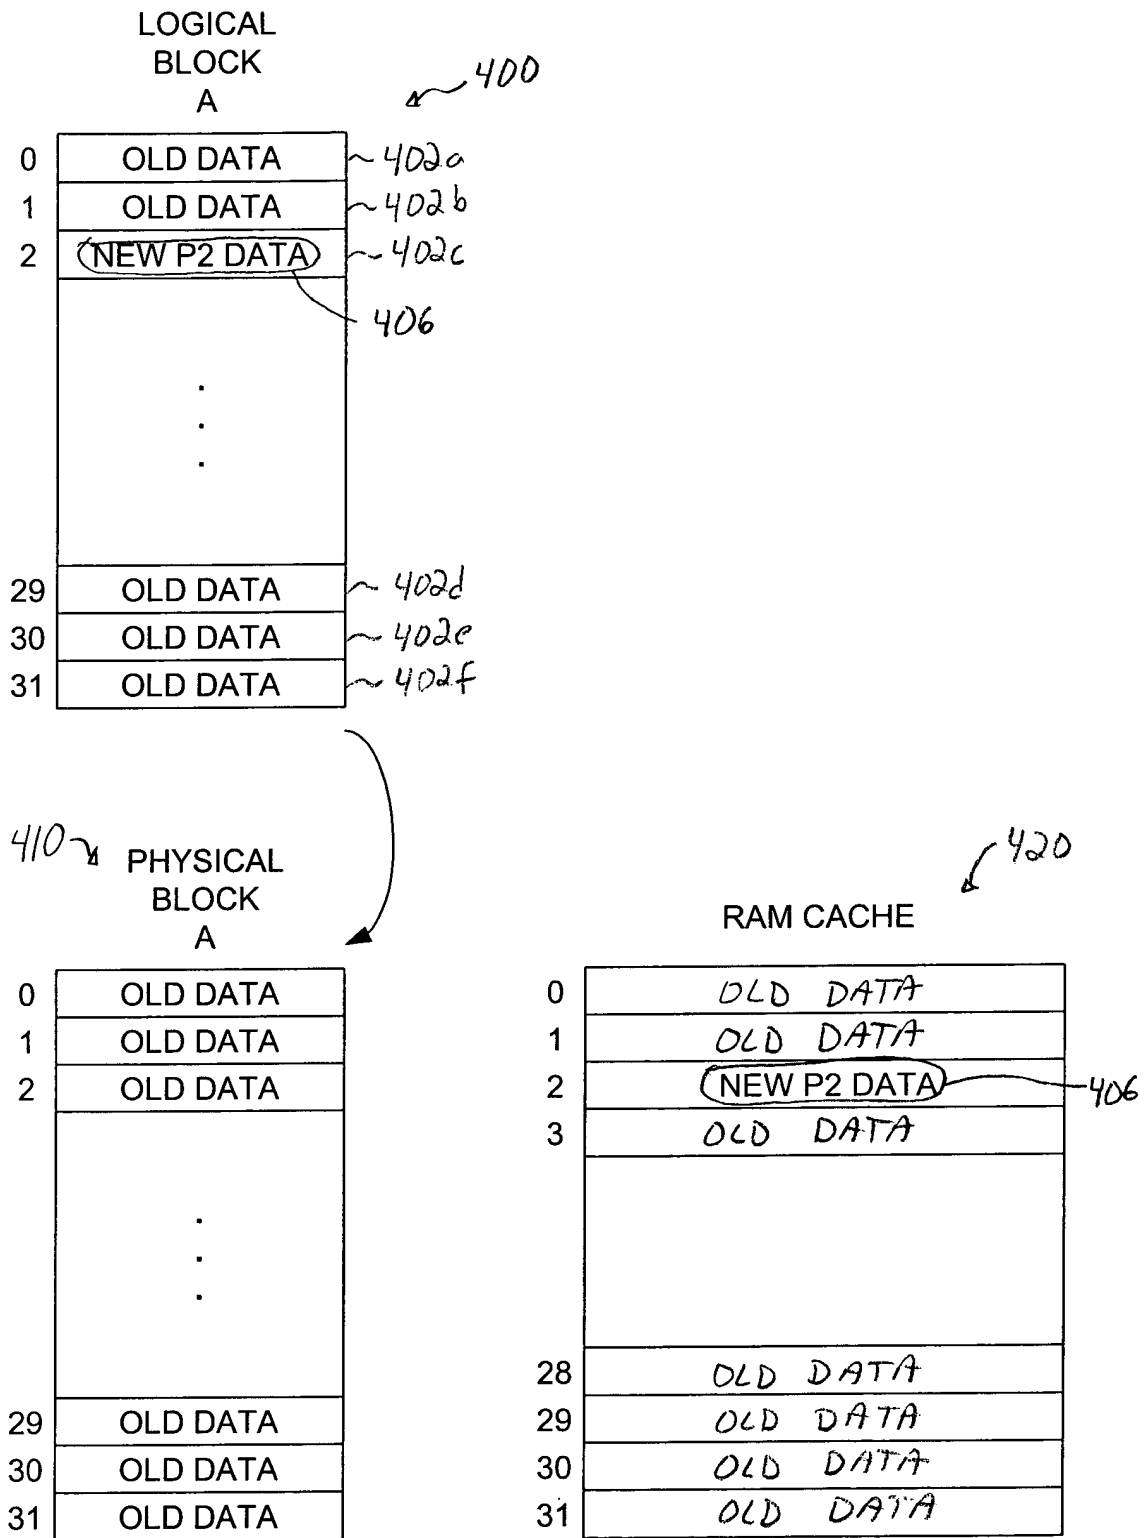 LOGICAL
BLOCK
A
400
0 OLD DATA 402a
1 OLD DATA 402b
2 NEW P2 DATA 402c
406
.
.
.
29 OLD DATA 402d
30 OLD DATA 402e
31 OLD DATA 402f
410
PHYSICAL
BLOCK
A
0 OLD DATA
1 OLD DATA
2 OLD DATA
.
.
.
29 OLD DATA
30 OLD DATA
31 OLD DATA
420
RAM CACHE
0 OLD DATA
1 OLD DATA
2 NEW P2 DATA 406
3 OLD DATA
28 OLD DATA
29 OLD DATA
30 OLD DATA
31 OLD DATA